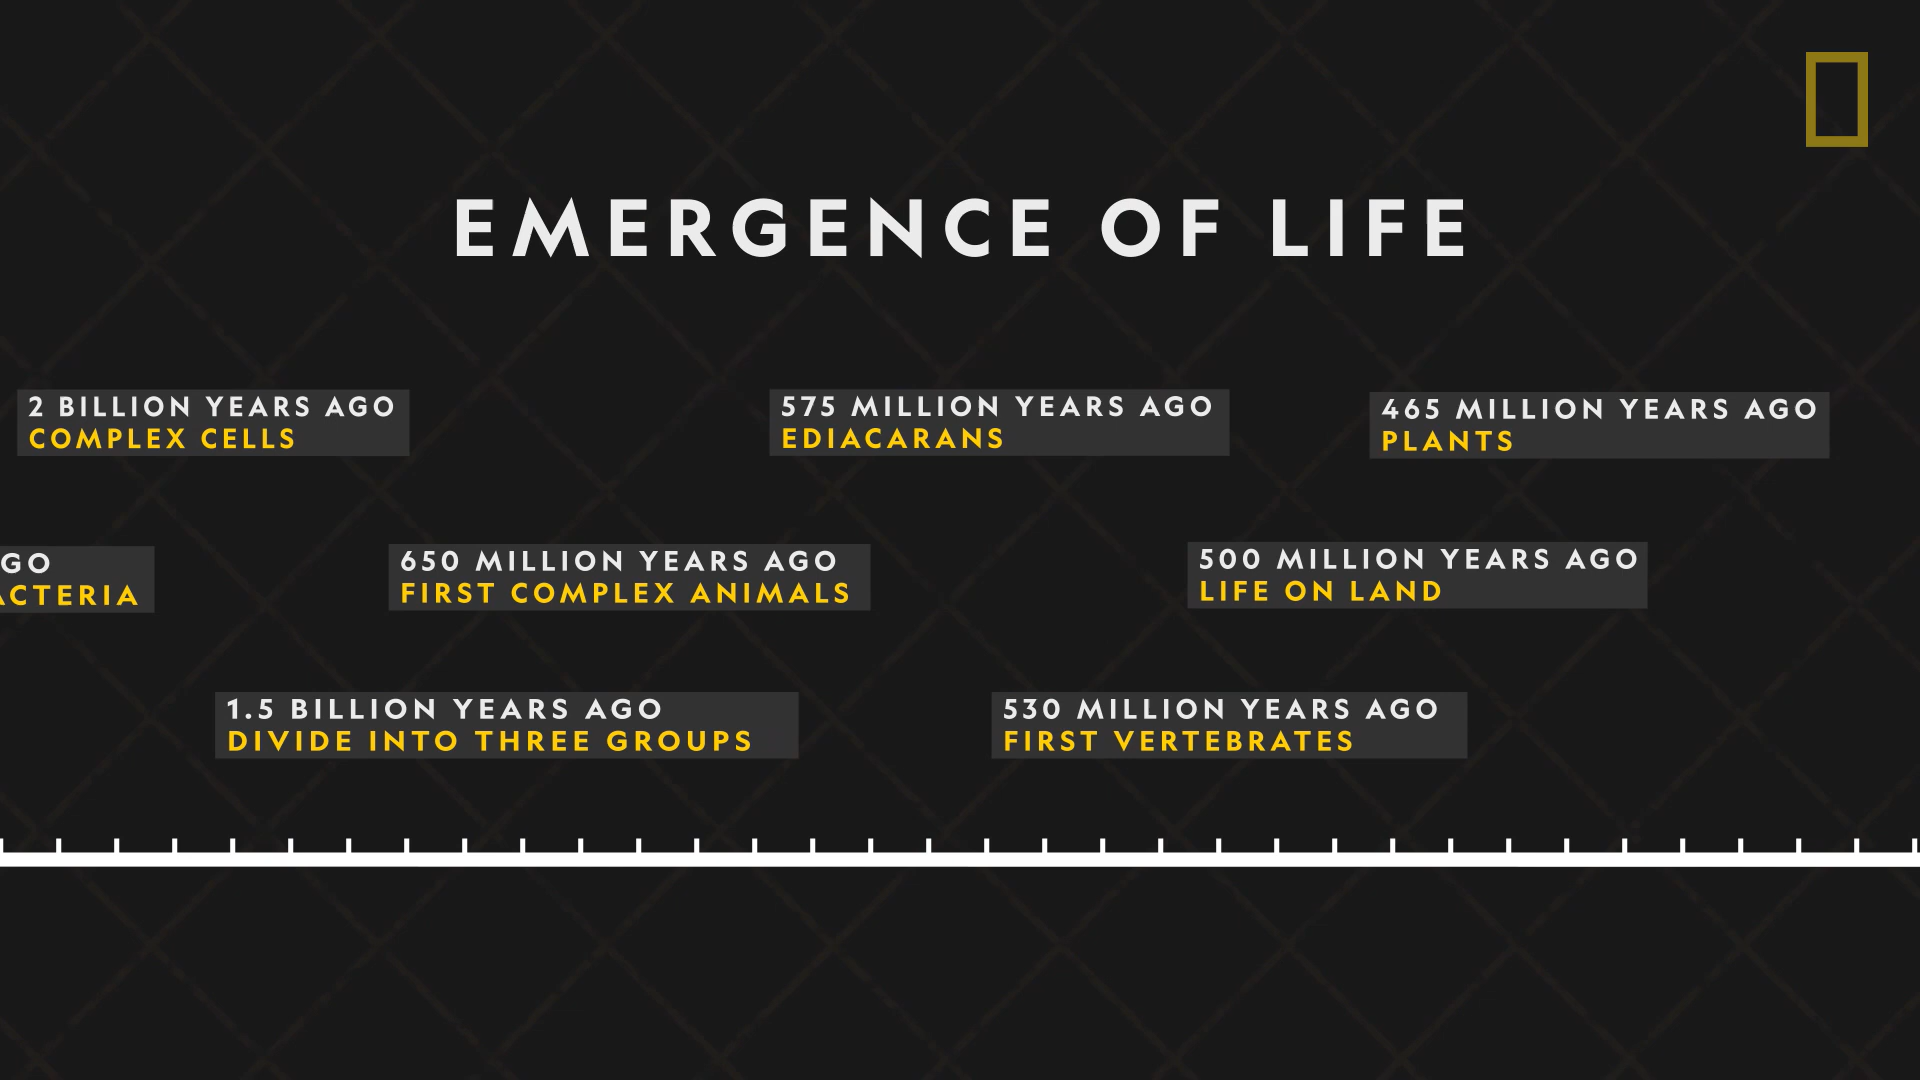 EMERGENCE OF LIFE
2 BILLION YEARS AGO
COMPLEX CELLS
575 MILLION YEARS AGO
EDIACARANS
465 MILLION YEARS AGO
PLANTS
GO
ACTERIA
650 MILLION YEARS AGO
FIRST COMPLEX ANIMALS
500 MILLION YEARS AGO
LIFE ON LAND
1.5 BILLION YEARS AGO
DIVIDE INTO THREE GROUPS
530 MILLION YEARS AGO
FIRST VERTEBRATES